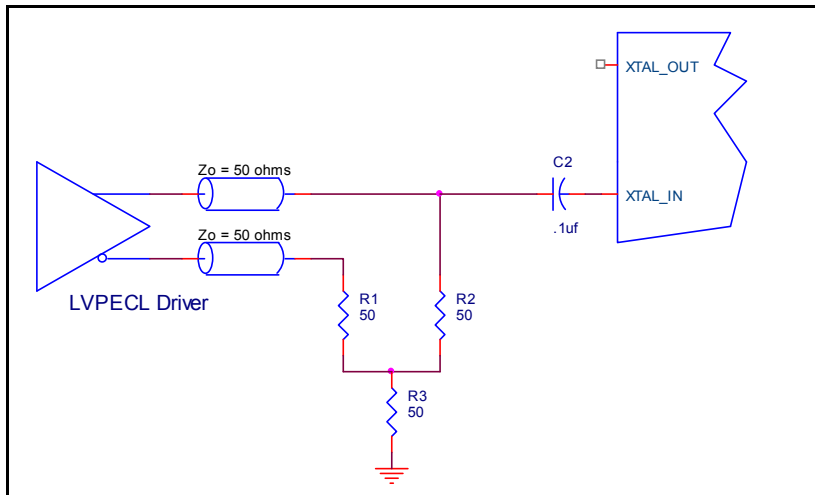 XTAL_OUT
Zo = 50 ohms
C2
XTAL_IN
.1uf
Zo = 50 ohms
LVPECL Driver
R1
50
R2
50
R3
50